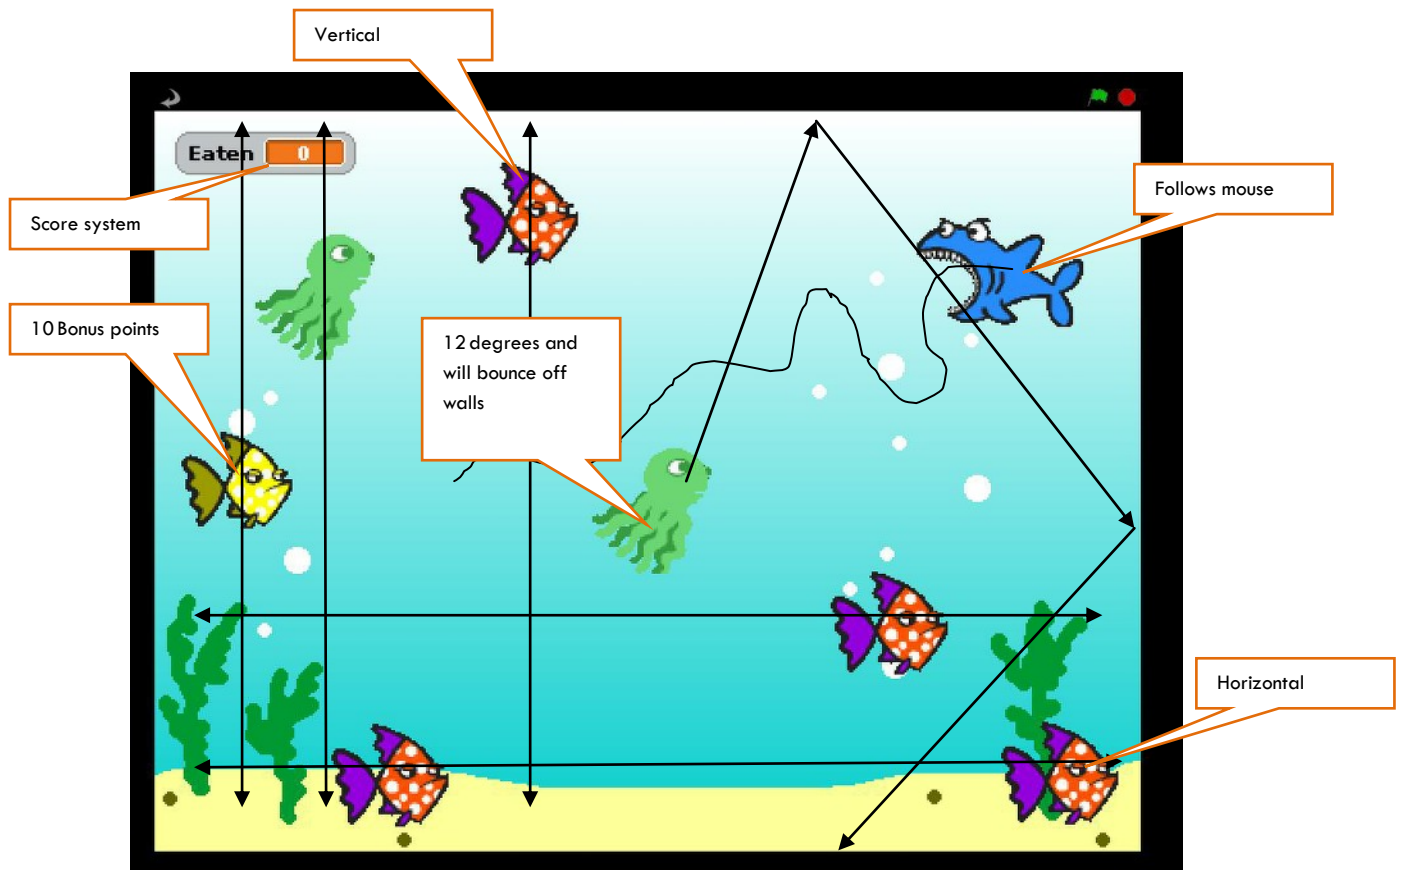 Vertical
Eaten 0
Follows mouse
Score system
10 Bonus points
12 degrees and
will bounce off
walls
Horizontal